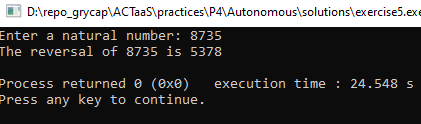 D:\repo_grycap\ACTaaS\practices\P4\Autonomous\solutions\exercise5.exe
Enter a natural number: 8735
The reversal of 8735 is 5378
Process returned 0 (0x0)   execution time : 24.548 s
Press any key to continue.